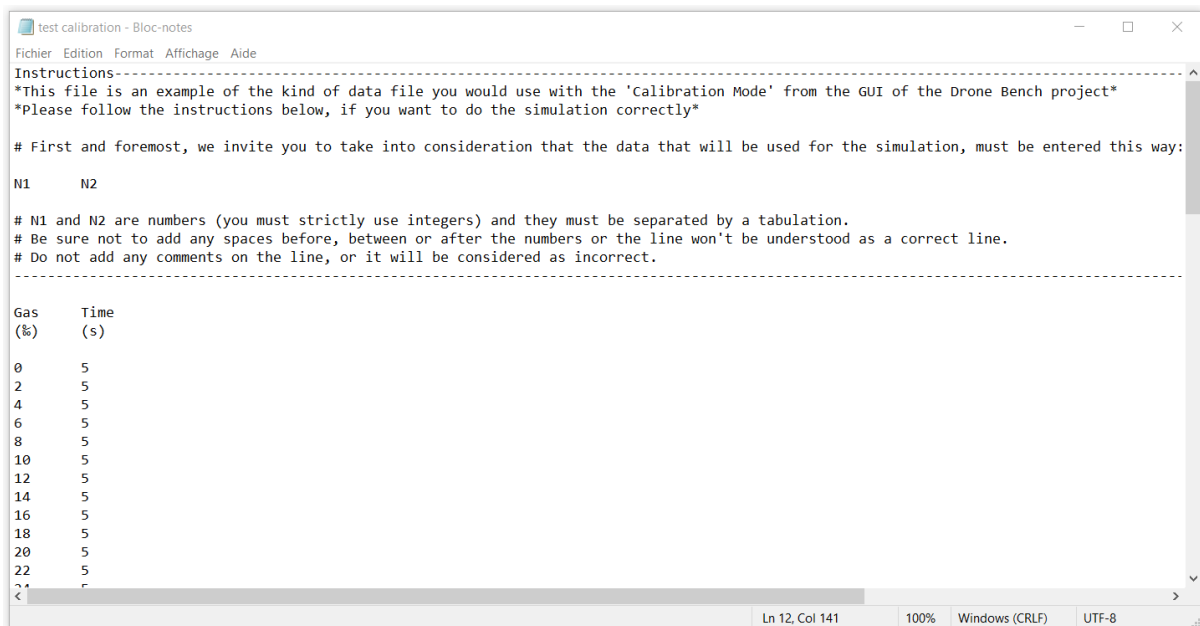 test calibration - Bloc-notes
Fichier Edition Format Affichage Aide
Instructions-----------------------------------------------------------------------------------------------------------------------------------
*This file is an example of the kind of data file you would use with the 'Calibration Mode' from the GUI of the Drone Bench project*
*Please follow the instructions below, if you want to do the simulation correctly*
# First and foremost, we invite you to take into consideration that the data that will be used for the simulation, must be entered this way:
N1 N2
# N1 and N2 are numbers (you must strictly use integers) and they must be separated by a tabulation.
# Be sure not to add any spaces before, between or after the numbers or the line won't be understood as a correct line.
# Do not add any comments on the line, or it will be considered as incorrect.
-----------------------------------------------------------------------------------------------------------------------------------------------
Gas Time
(‰) (s)
0 5
2 5
4 5
6 5
8 5
10 5
12 5
14 5
16 5
18 5
20 5
22 5
Ln 12, Col 141 100% Windows (CRLF) UTF-8